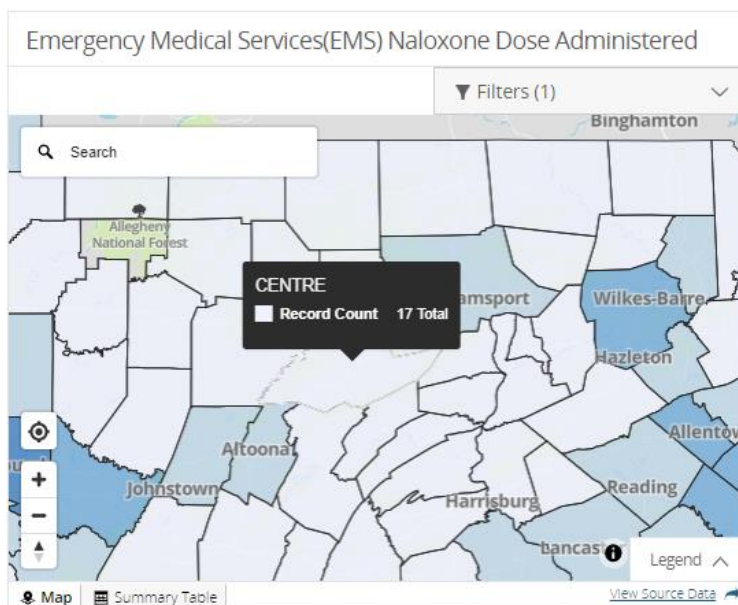 Emergency Medical Services(EMS) Naloxone Dose Administered
Filters (1)
Binghamton
Search
Allegheny
National Forest
CENTRE
Record Count 17 Total
amsport
Wilkes-Barre
Hazleton
Altoona
Allentow
Johnstown
Reading
Harrisburg
Lancast
Legend
Map
Summary Table
View Source Data